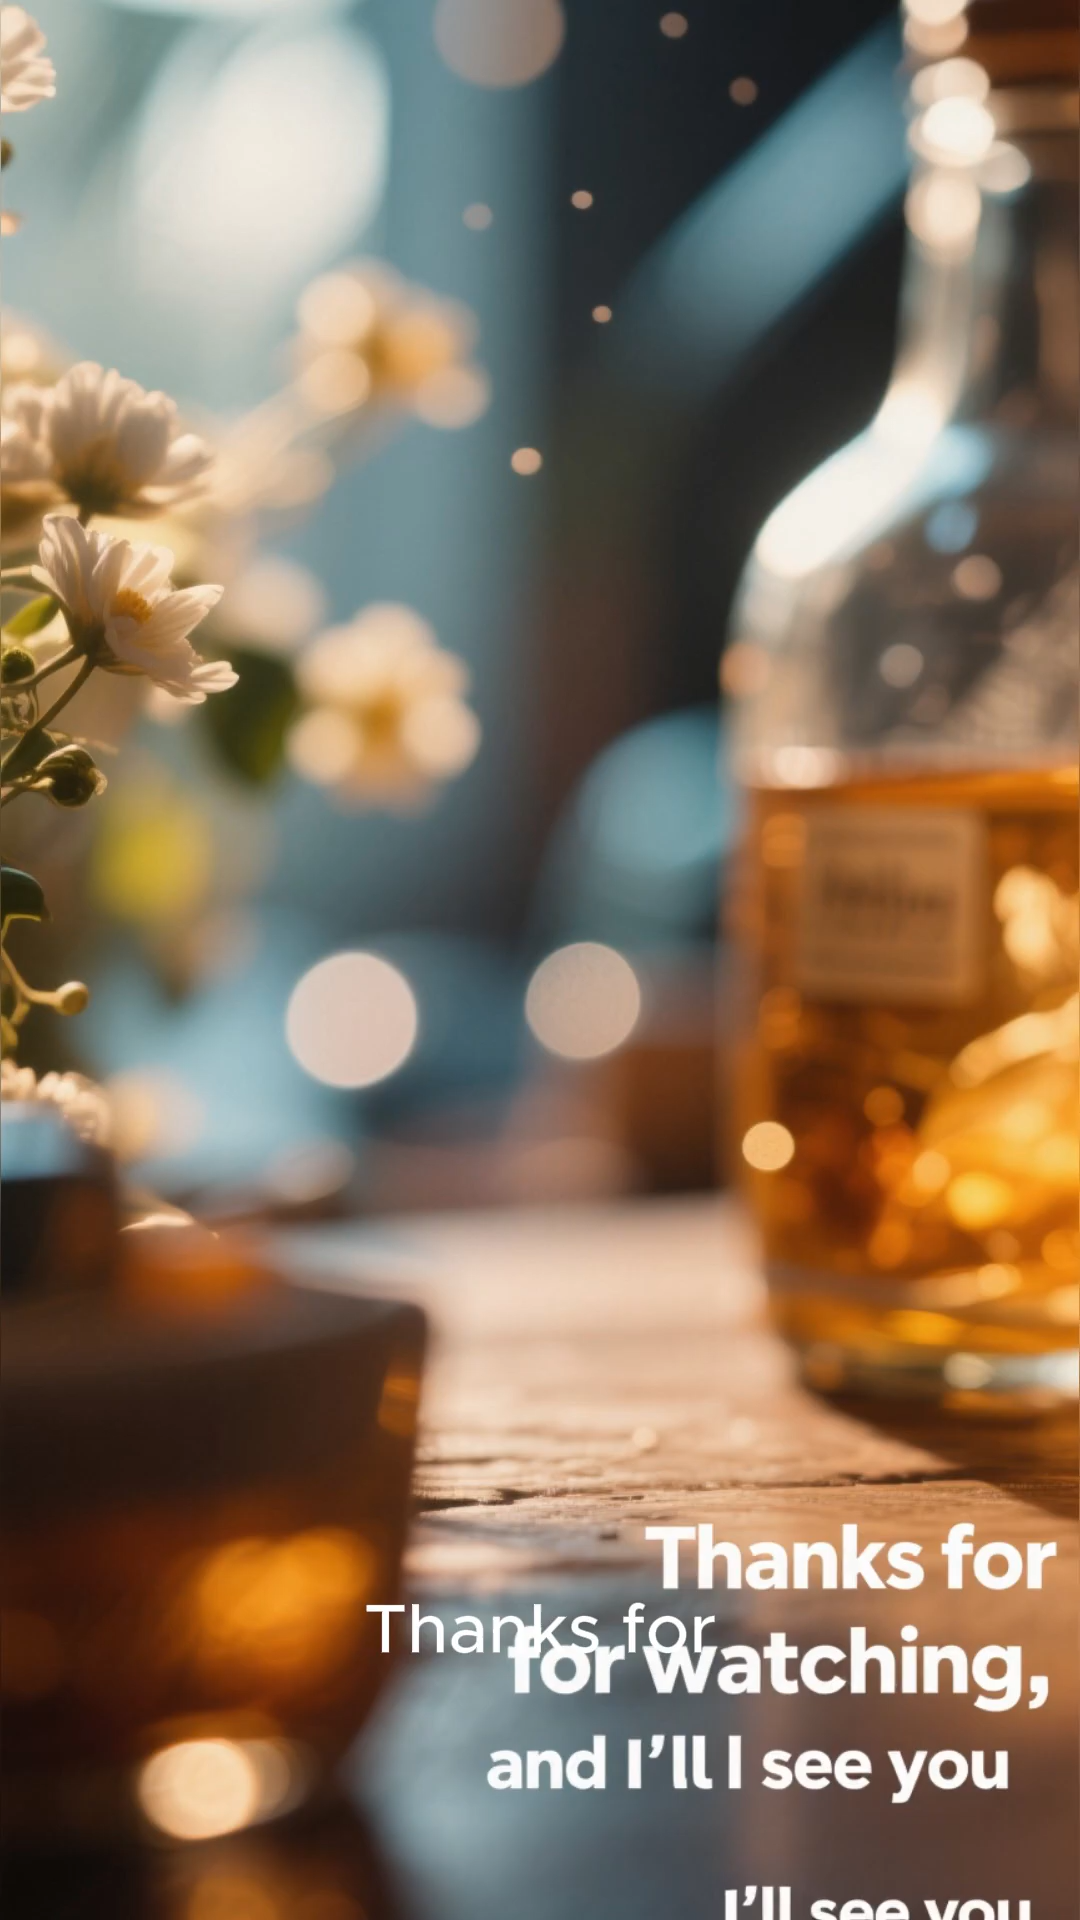 Thanks for
Thanks for
for watching,
and I’ll I see you
I’ll see you